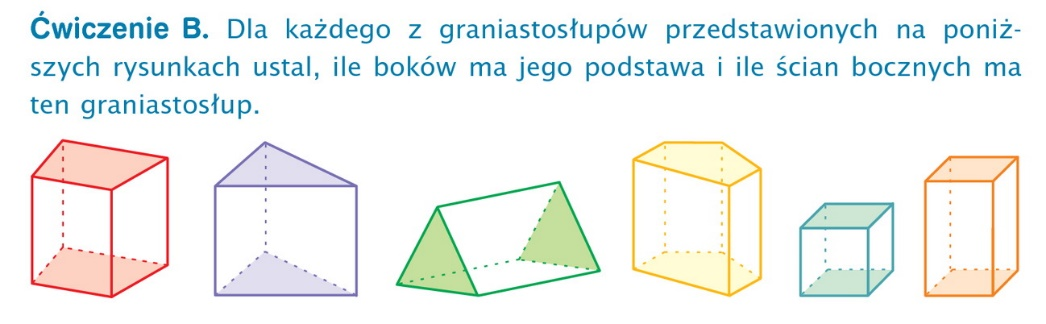 Ćwiczenie B. Dla każdego z graniastosłupów przedstawionych na poniż-
szych rysunkach ustal, ile boków ma jego podstawa i ile ścian bocznych ma
ten graniastosłup.